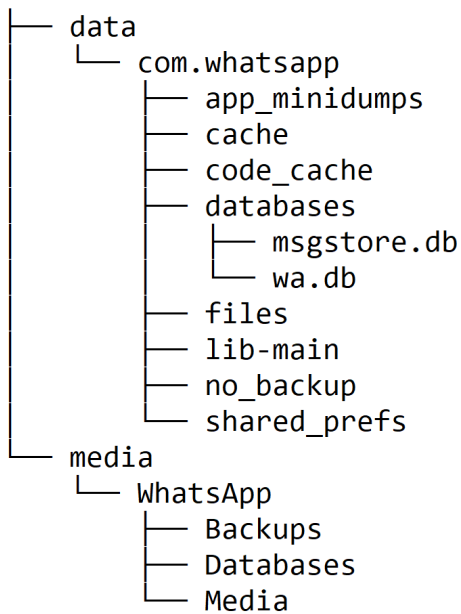 data
com.whatsapp
app_minidumps
cache
code_cache
databases
msgstore.db
wa.db
files
lib-main
no_backup
shared_prefs
media
WhatsApp
Backups
Databases
Media